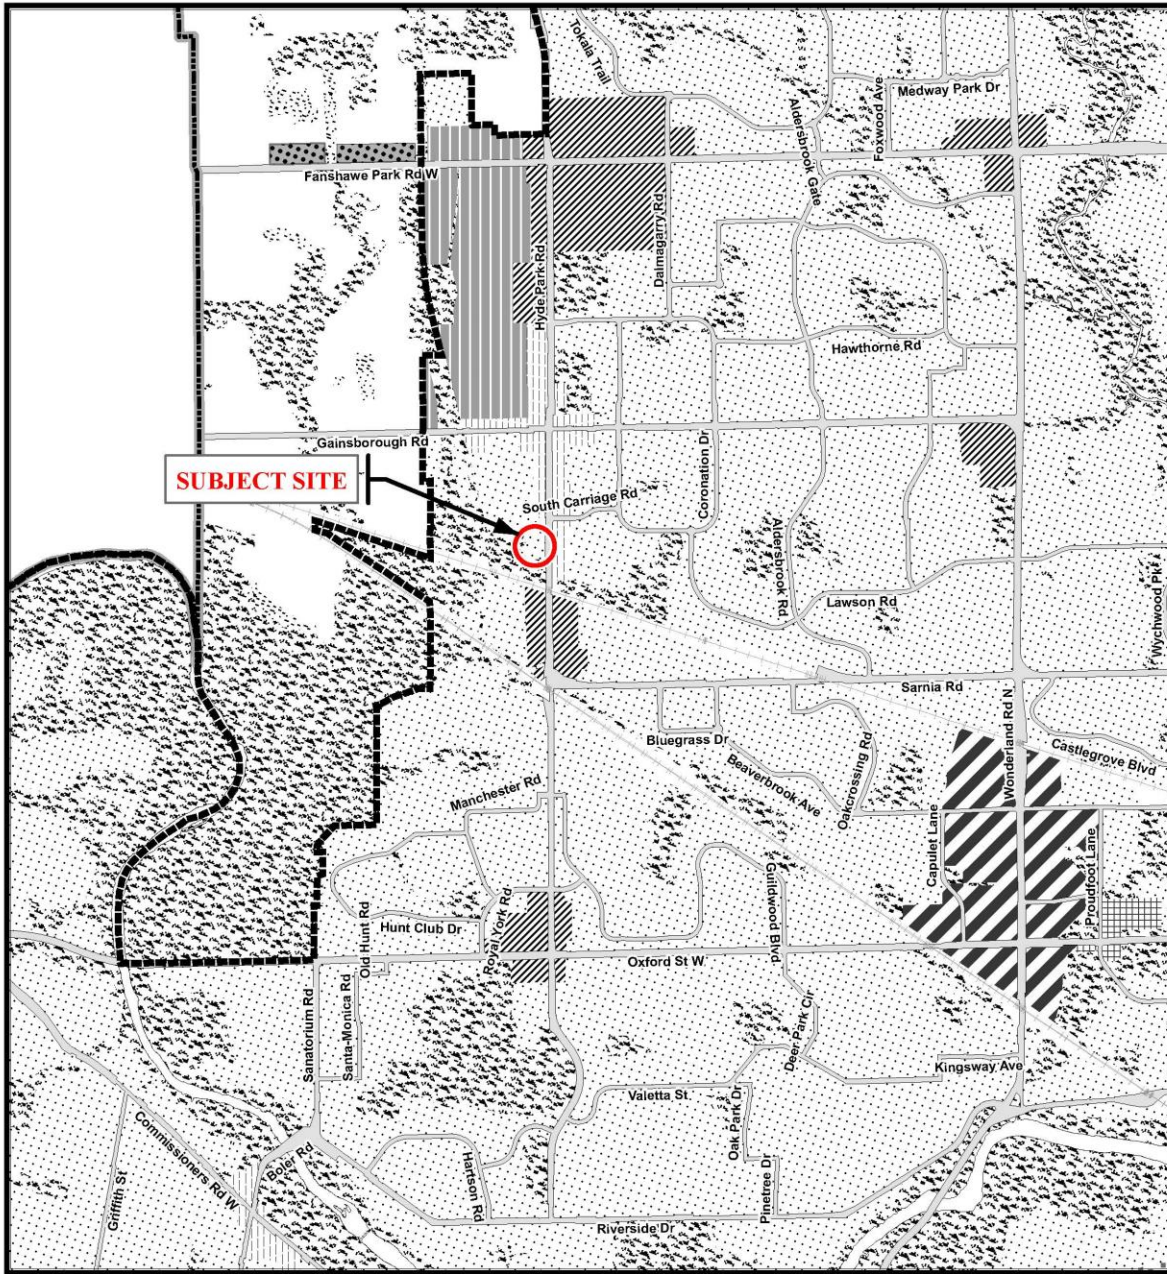 Tokala Trail
Medway Park Dr
Foxwood Ave
Aldersbrook Gate
Fanshawe Park Rd W
Dalmagarry Rd
Hyde Park Rd
Hawthorne Rd
Gainsborough Rd
Coronation Dr
SUBJECT SITE
South Carriage Rd
Aldersbrook Rd
Lawson Rd
Wychwood Pk
Sarnia Rd
Wonderland Rd N
Bluegrass Dr
Castlegrove Blvd
Beaverbrook Ave
Oakcrossing Rd
Manchester Rd
Capulet Lane
Proudfoot Lane
Guildwood Blvd
Royal York Rd
Old Hunt Rd
Hunt Club Dr
Oxford St W
Sanatorium Rd
Santa-Monica Rd
Deer Park Cir
Kingsway Ave
Valetta St
Oak Park Dr
Commissioners Rd W
Boler Rd
Hartson Rd
Pinetree Dr
Griffith St
Riverside Dr